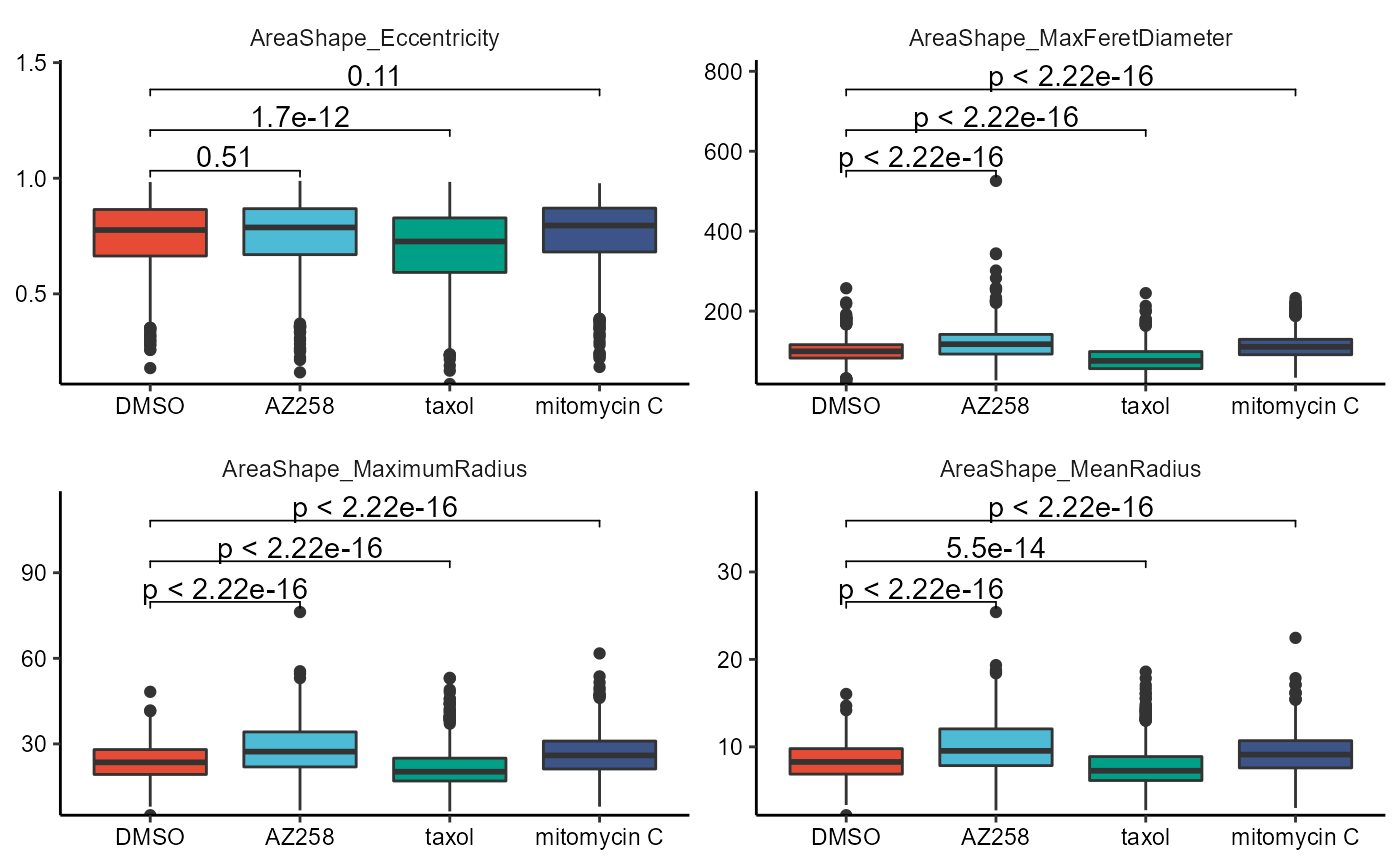 AreaShape_Eccentricity
1.5
1.0
0.5
0.11
1.7e-12
0.51
DMSO AZ258 taxol mitomycin C
AreaShape_MaxFeretDiameter
800
600
400
200
p < 2.22e-16
p < 2.22e-16
p < 2.22e-16
DMSO AZ258 taxol mitomycin C
AreaShape_MaximumRadius
90
60
30
p < 2.22e-16
p < 2.22e-16
p < 2.22e-16
DMSO AZ258 taxol mitomycin C
AreaShape_MeanRadius
30
20
10
p < 2.22e-16
5.5e-14
p < 2.22e-16
DMSO AZ258 taxol mitomycin C